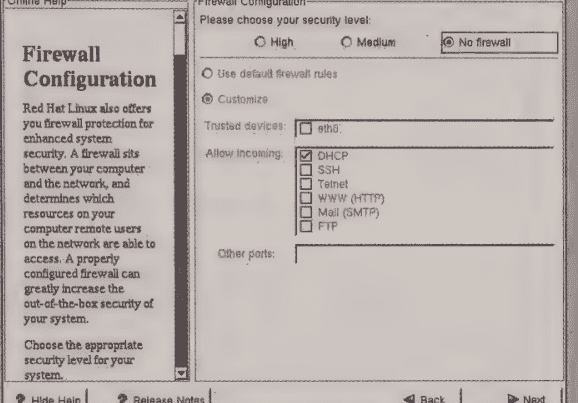 Online Help
Firewall
Configuration
Red Hat Linux also offers
you firewall protection for
enhanced system
security. A firewall sits
between your computer
and the network, and
determines which
resources on your
computer remote users
on the network are able to
access. A properly
configured firewall can
greatly increase the
out-of-the-box security of
your system.
Choose the appropriate
security level for your
system.
Firewall Configuration
Please choose your security level:
High Medium No firewall
Use default firewall rules
Customize
Trusted devices: eth0
Allow incoming: DHCP
SSH
Telnet
WWW (HTTP)
Mail (SMTP)
FTP
Other ports:
Hide Help Release Notes Back Next